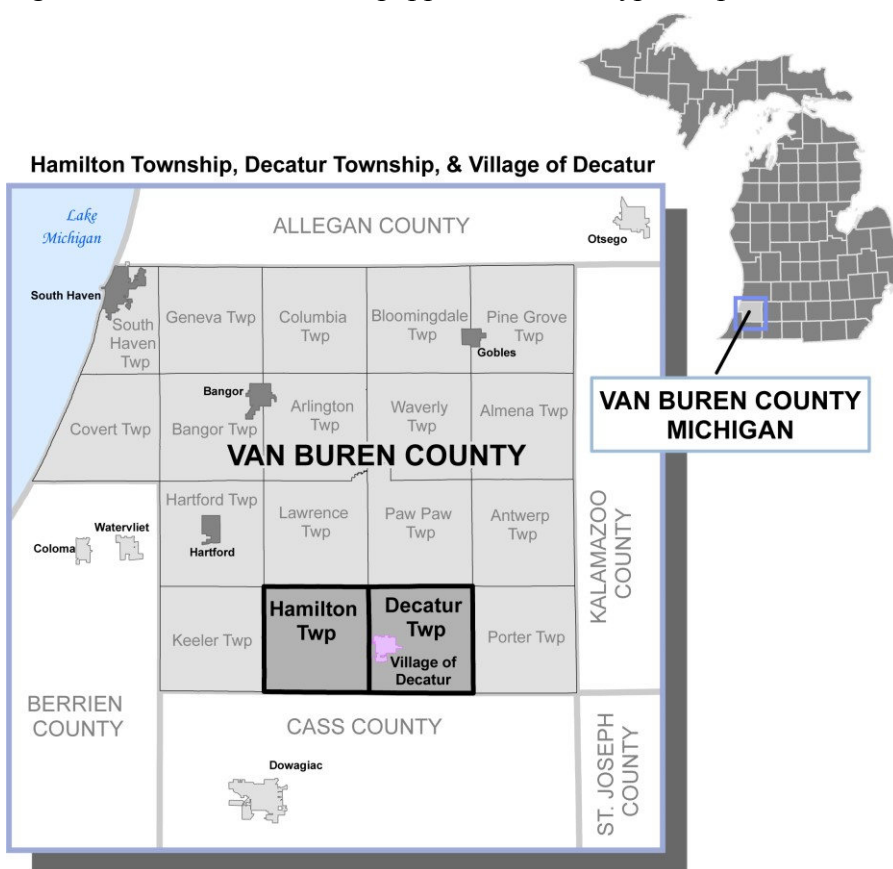 Hamilton Township, Decatur Township, & Village of Decatur
Lake
Michigan
ALLEGAN COUNTY
Otsego
South Haven
South
Haven
Twp
Geneva Twp
Columbia
Twp
Bloomingdale
Twp
Pine Grove
Twp
Gobles
Bangor
Covert Twp
Bangor Twp
Arlington
Twp
Waverly
Twp
Almena Twp
VAN BUREN COUNTY
VAN BUREN COUNTY
MICHIGAN
Hartford Twp
Hartford
Lawrence
Twp
Paw Paw
Twp
Antwerp
Twp
Coloma
Watervliet
KALAMAZOO
COUNTY
Keeler Twp
Hamilton
Twp
Decatur
Twp
Village of
Decatur
Porter Twp
BERRIEN
COUNTY
CASS COUNTY
Dowagiac
ST. JOSEPH
COUNTY